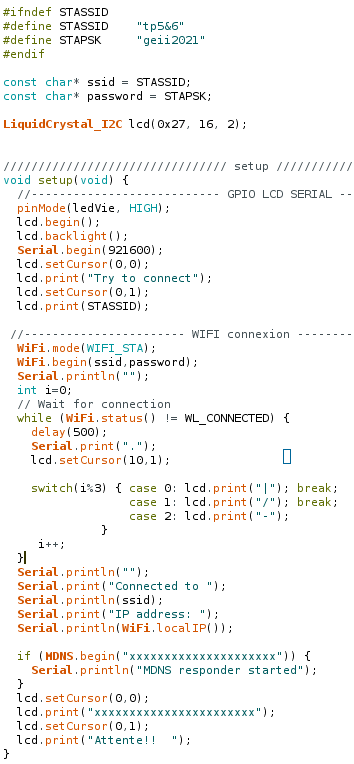 #ifndef STASSID
#define STASSID    "tp5&6"
#define STAPSK     "geii2021"
#endif
const char* ssid = STASSID;
const char* password = STAPSK;
LiquidCrystal_I2C lcd(0x27, 16, 2);
//////////////////////////////// setup ///////////
void setup(void) {
  //--------------------------- GPIO LCD SERIAL --
  pinMode(ledVie, HIGH);
  lcd.begin();
  lcd.backlight();
  Serial.begin(921600);
  lcd.setCursor(0,0);
  lcd.print("Try to connect");
  lcd.setCursor(0,1);
  lcd.print(STASSID);
 //----------------------- WIFI connexion --------
  WiFi.mode(WIFI_STA);
  WiFi.begin(ssid,password);
  Serial.println("");
  int i=0;
  // Wait for connection
  while (WiFi.status() != WL_CONNECTED) {
    delay(500);
    Serial.print(".");
    lcd.setCursor(10,1);
    switch(i%3) { case 0: lcd.print("|"); break;
                  case 1: lcd.print("/"); break;
                  case 2: lcd.print("-");
              }
     i++;
  }
  Serial.println("");
  Serial.print("Connected to ");
  Serial.println(ssid);
  Serial.print("IP address: ");
  Serial.println(WiFi.localIP());
  if (MDNS.begin("xxxxxxxxxxxxxxxxxxxxx")) {
    Serial.println("MDNS responder started");
  }
  lcd.setCursor(0,0);
  lcd.print("xxxxxxxxxxxxxxxxxxxxxxx");
  lcd.setCursor(0,1);
  lcd.print("Attente!!  ");
}